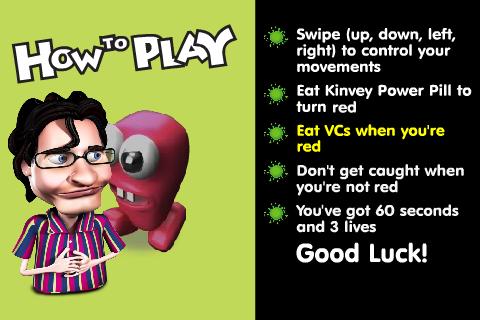 HOW TO PLAY
Swipe (up, down, left,
right) to control your
movements
Eat Kinvey Power Pill to
turn red
Eat VCs when you're
red
Don't get caught when
you're not red
You've got 60 seconds
and 3 lives
Good Luck!